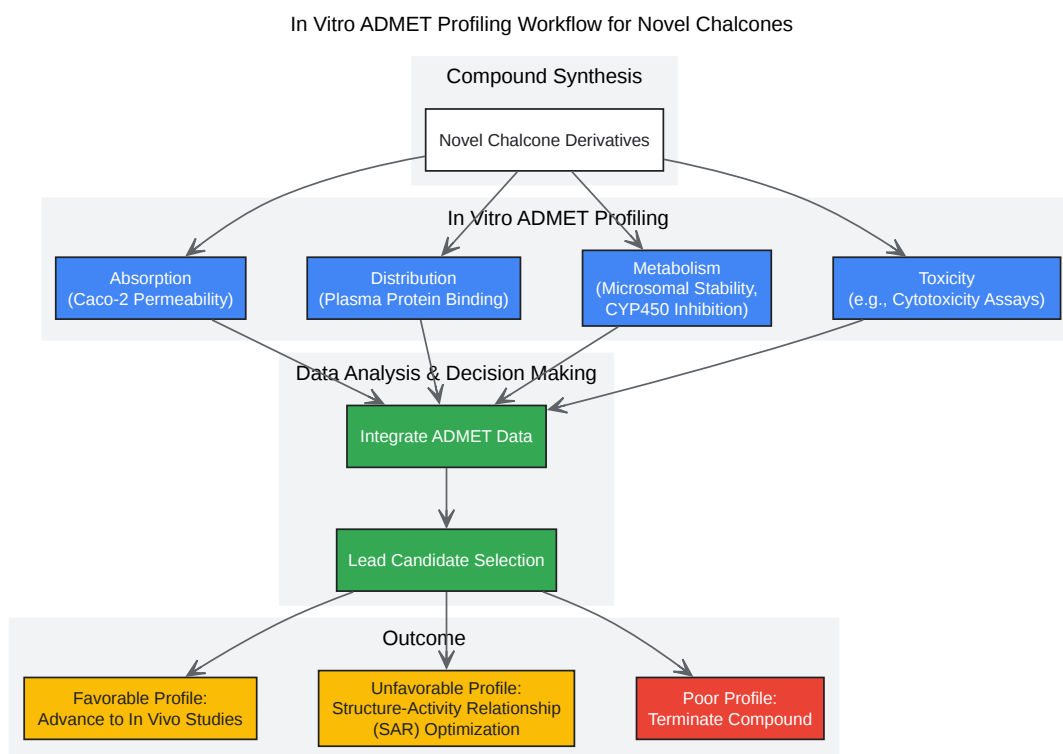 In Vitro ADMET Profiling Workflow for Novel Chalcones
Compound Synthesis
Novel Chalcone Derivatives
In Vitro ADMET Profiling
Absorption
(Caco-2 Permeability)
Distribution
(Plasma Protein Binding)
Metabolism
(Microsomal Stability,
CYP450 Inhibition)
Toxicity
(e.g., Cytotoxicity Assays)
Data Analysis & Decision Making
Integrate ADMET Data
Lead Candidate Selection
Outcome
Favorable Profile:
Advance to In Vivo Studies
Unfavorable Profile:
Structure-Activity Relationship
(SAR) Optimization
Poor Profile:
Terminate Compound